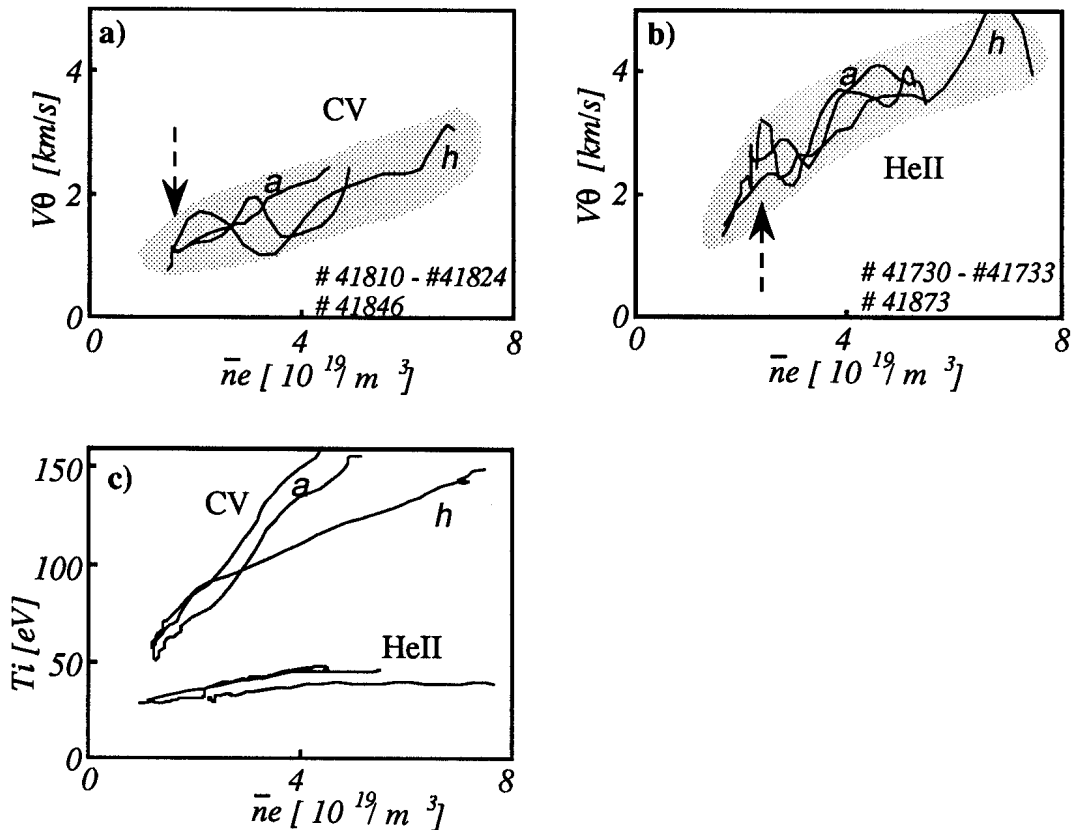 a)
Vθ [km/s]
4
2
0
CV
a
h
# 41810 - #41824
# 41846
0 4 8
n̄e [ 10 19/ m 3]
b)
Vθ [km/s]
4
2
0
a
h
HeII
# 41730 - #41733
# 41873
0 4 8
n̄e [ 10 19/ m 3]
c)
Ti [eV]
150
100
50
0
CV
a
h
HeII
0 4 8
n̄e [ 10 19/ m 3]